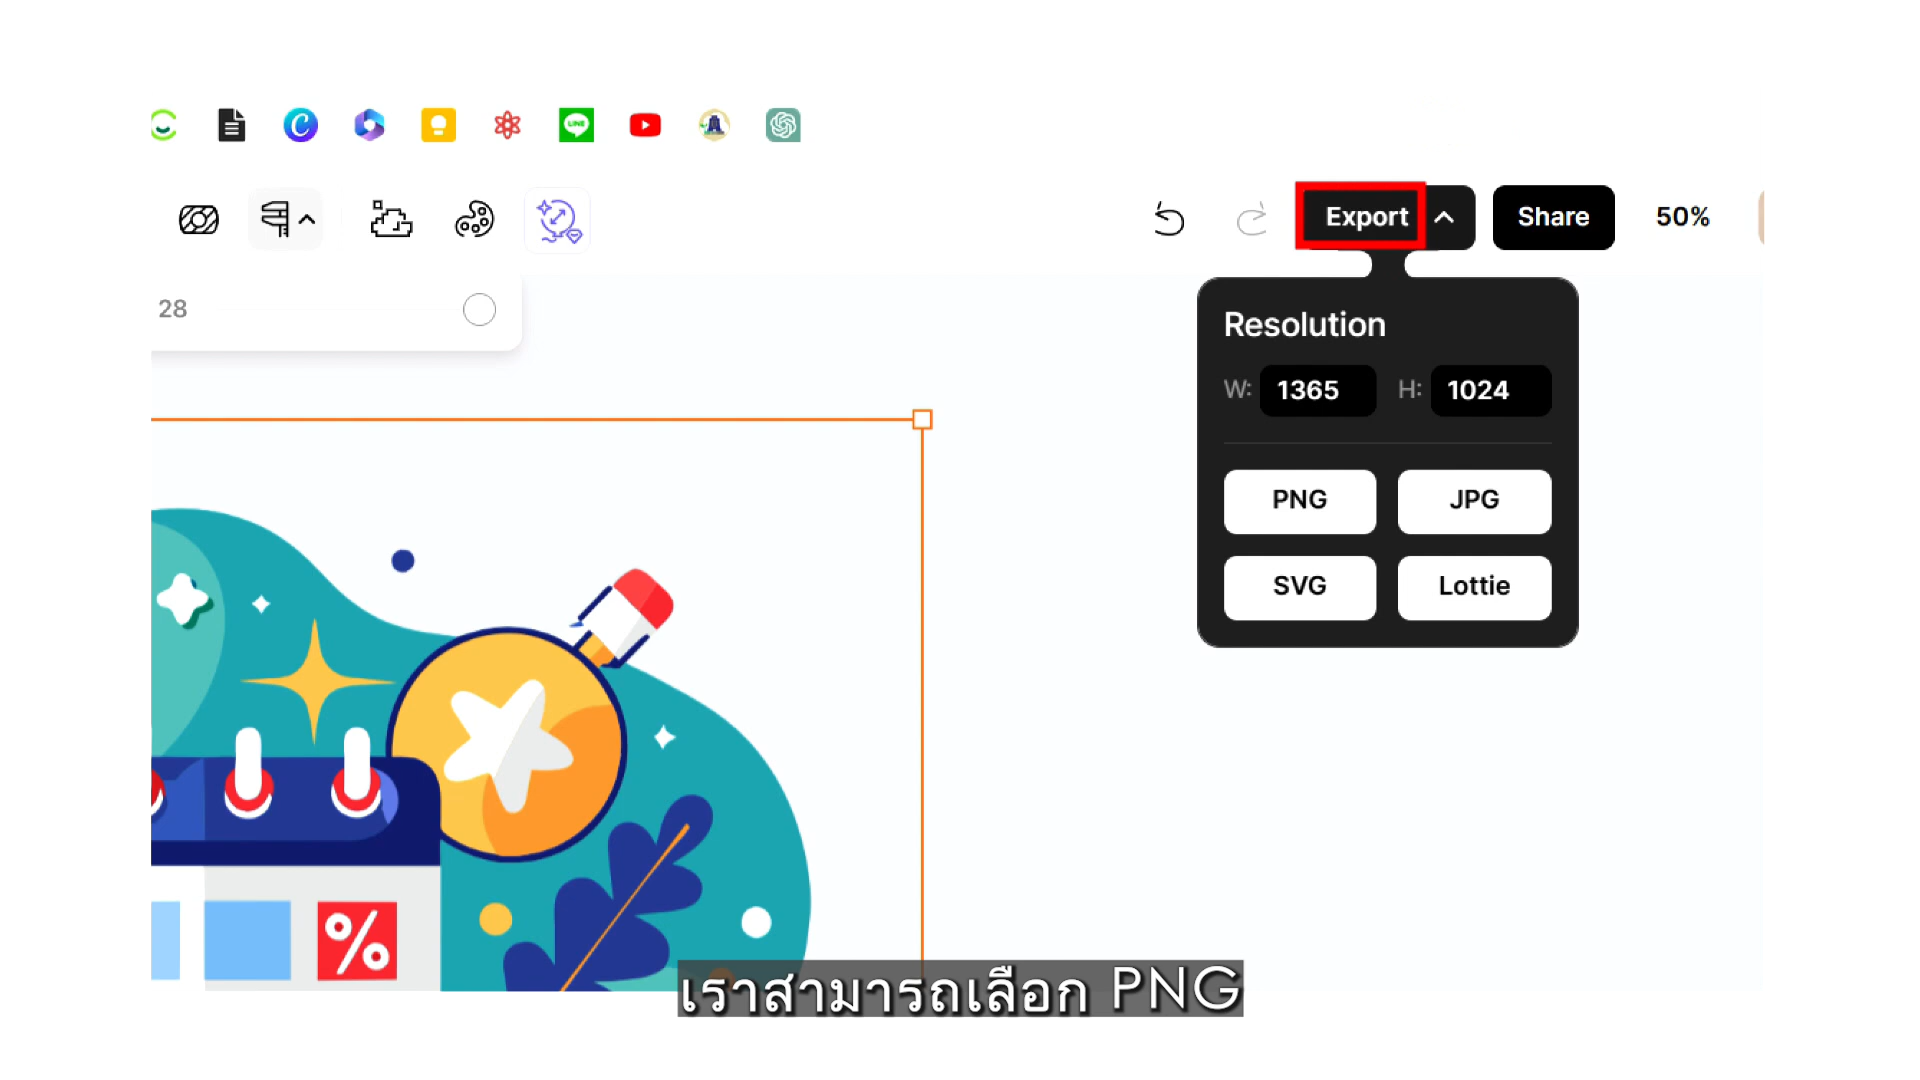 LINE
Export
Share
50%
28
Resolution
W: 1365 H: 1024
PNG JPG
SVG Lottie
%
เราสามารถเลือก PNG